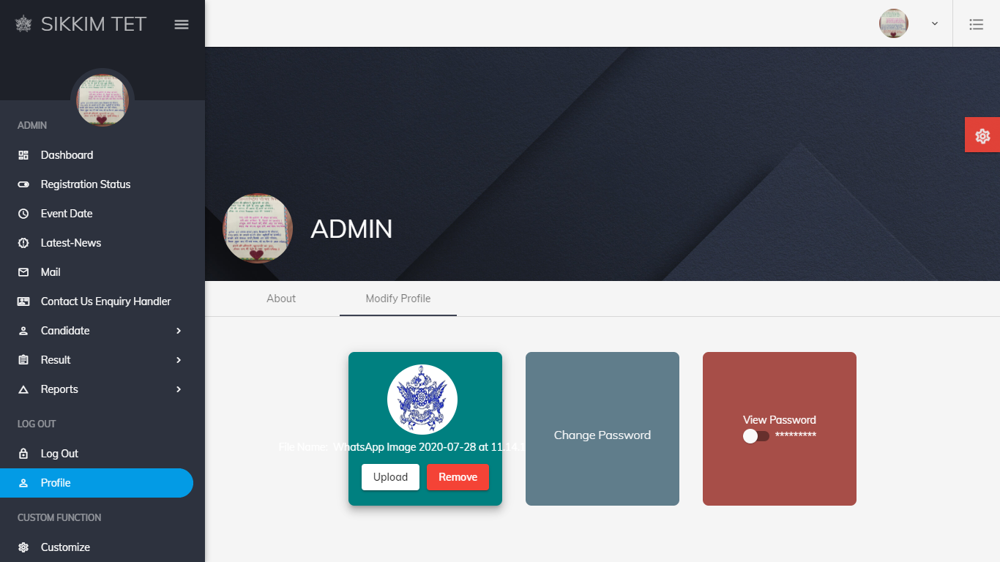 SIKKIM TET
ADMIN
Dashboard
Registration Status
Event Date
Latest-News
Mail
Contact Us Enquiry Handler
Candidate
Result
Reports
LOG OUT
Log Out
Profile
CUSTOM FUNCTION
Customize
ADMIN
About
Modify Profile
File Name: WhatsApp Image 2020-07-28 at 11.14.1
Upload
Remove
Change Password
View Password
*********